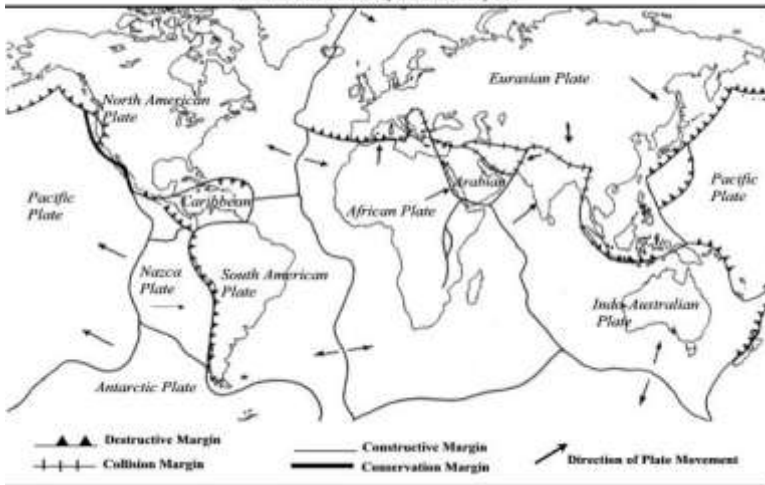 North American
Plate
Eurasian Plate
Pacific
Plate
Caribbean
African Plate
Arabian
Pacific
Plate
Nazca
Plate
South American
Plate
Indo-Australian
Plate
Antarctic Plate
Destructive Margin
Constructive Margin
Direction of Plate Movement
Collision Margin
Conservation Margin